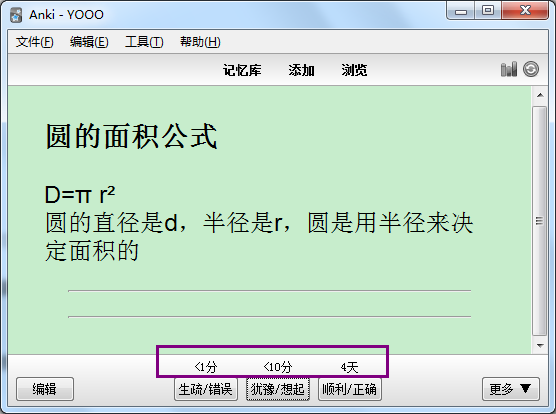 Anki - YOOO
文件(F) 编辑(E) 工具(T) 帮助(H)
记忆库 添加 浏览
圆的面积公式
D=π r²
圆的直径是d，半径是r，圆是用半径来决
定面积的
<1分 <10分 4天
编辑 生疏/错误 犹豫/想起 顺利/正确 更多 ▼